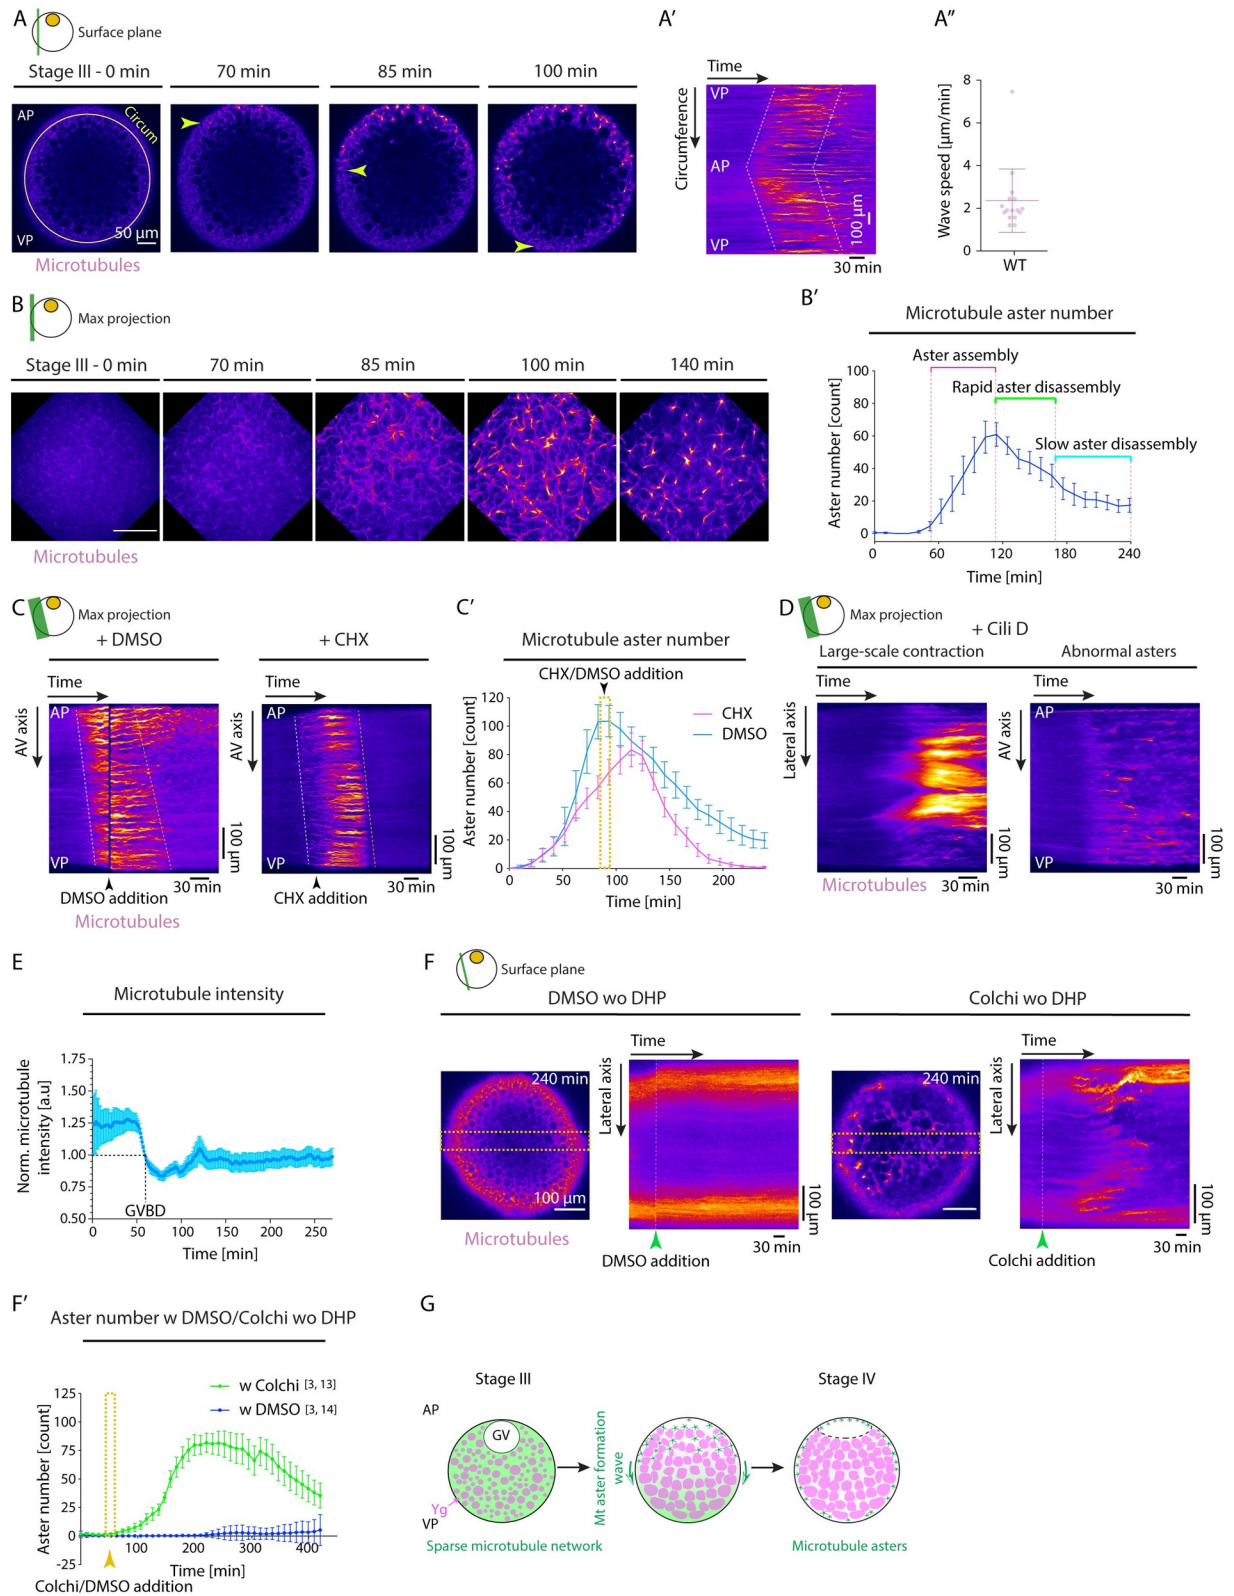 A
Surface plane
Stage III - 0 min
70 min
85 min
100 min
AP
Circum
VP
50 µm
Microtubules
A′
Time
Circumference
VP
AP
VP
100 µm
30 min
A″
Wave speed [µm/min]
8
6
4
2
0
WT
B
Max projection
Stage III - 0 min
70 min
85 min
100 min
140 min
Microtubules
B′
Microtubule aster number
Aster assembly
Rapid aster disassembly
Slow aster disassembly
Aster number [count]
100
80
60
40
20
0
0 60 120 180 240
Time [min]
C
Max projection
+ DMSO
+ CHX
Time
Time
AV axis
AP
VP
100 µm
30 min
DMSO addition
AV axis
100 µm
30 min
CHX addition
Microtubules
C′
Microtubule aster number
CHX/DMSO addition
Aster number [count]
120
100
80
60
40
20
0
0 50 100 150 200
Time [min]
CHX
DMSO
D
Max projection
+ Cili D
Large-scale contraction
Abnormal asters
Time
Time
Lateral axis
100 µm
Microtubules
30 min
AV axis
AP
VP
100 µm
30 min
E
Microtubule intensity
Norm. microtubule
intensity [a.u]
1.75
1.50
1.25
1.00
0.75
0.50
GVBD
0 50 100 150 200 250
Time [min]
F
Surface plane
DMSO wo DHP
Colchi wo DHP
240 min
100 µm
Microtubules
Time
Lateral axis
100 µm
30 min
DMSO addition
240 min
Time
Lateral axis
100 µm
30 min
Colchi addition
F′
Aster number w DMSO/Colchi wo DHP
w Colchi [3, 13]
w DMSO [3, 14]
Aster number [count]
125
100
75
50
25
0
-25
100 200 300 400
Time [min]
Colchi/DMSO addition
G
Stage III
Stage IV
AP
GV
Yg
VP
Mt aster formation
wave
Sparse microtubule network
Microtubule asters